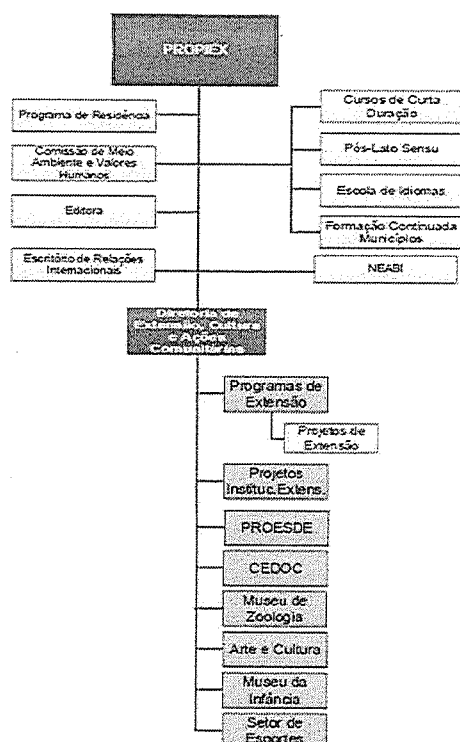 PROPIEX
Programa de Residência
Comissão de Meio
Ambiente e Valores
Humanos
Editora
Escritório de Relações
Internacionais
Cursos de Curta
Duração
Pós-Lato Sensu
Escola de Idiomas
Formação Continuada
Municípios
NEABI
Diretoria de
Extensão, Cultura
e Ações
Comunitárias
Programas de
Extensão
Projetos de
Extensão
Projetos
Instituc.Extens.
PROESDE
CEDOC
Museu de
Zoologia
Arte e Cultura
Museu da
Infância
Setor de
Esportes